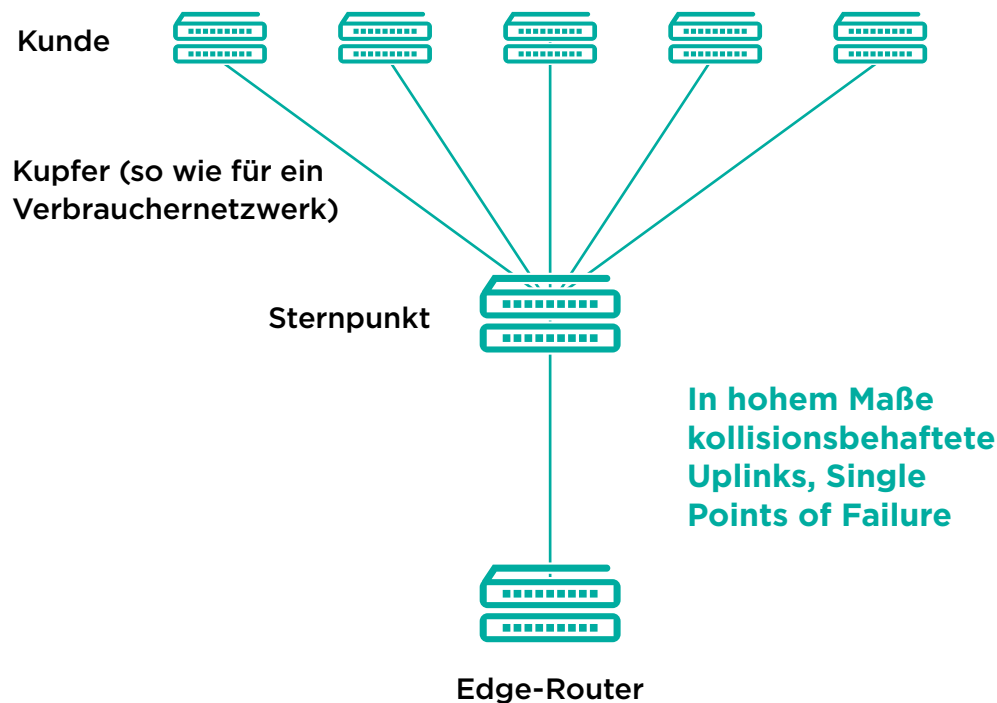 Kunde
Kupfer (so wie für ein
Verbrauchernetzwerk)
Sternpunkt
In hohem Maße
kollisionsbehaftete
Uplinks, Single
Points of Failure
Edge-Router